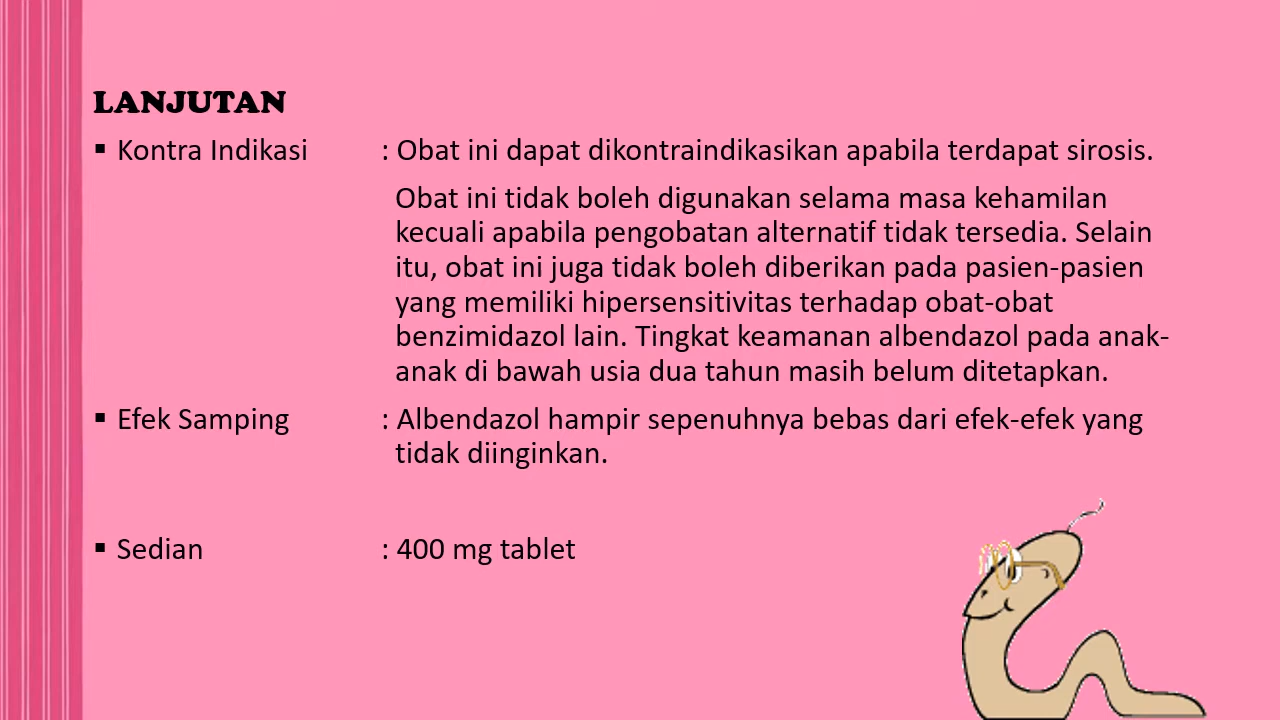 LANJUTAN
▪ Kontra Indikasi : Obat ini dapat dikontraindikasikan apabila terdapat sirosis.
Obat ini tidak boleh digunakan selama masa kehamilan
kecuali apabila pengobatan alternatif tidak tersedia. Selain
itu, obat ini juga tidak boleh diberikan pada pasien-pasien
yang memiliki hipersensitivitas terhadap obat-obat
benzimidazol lain. Tingkat keamanan albendazol pada anak-
anak di bawah usia dua tahun masih belum ditetapkan.
▪ Efek Samping : Albendazol hampir sepenuhnya bebas dari efek-efek yang
tidak diinginkan.
▪ Sedian : 400 mg tablet